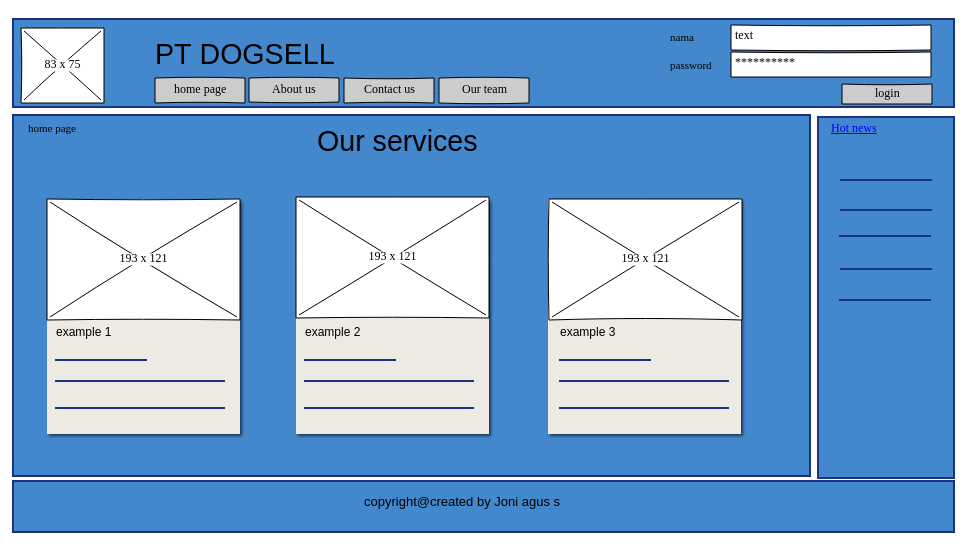 83 x 75
PT DOGSELL
home page
About us
Contact us
Our team
nama
text
password
**********
login
home page
Our services
Hot news
193 x 121
193 x 121
193 x 121
example 1
example 2
example 3
copyright@created by Joni agus s